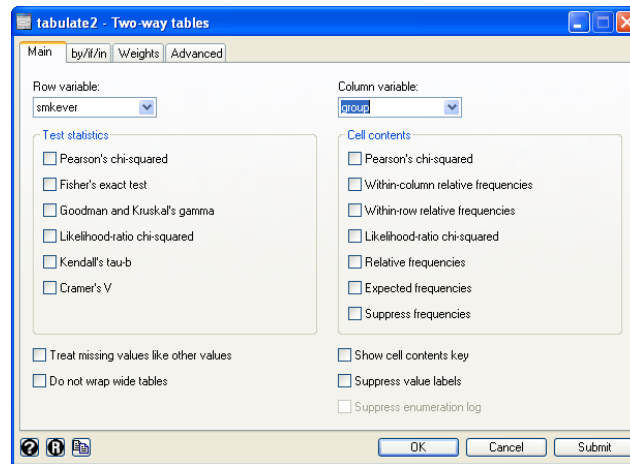 tabulate2 - Two-way tables
Main by/if/in Weights Advanced
Row variable:
smkever
Column variable:
group
Test statistics
Pearson's chi-squared
Fisher's exact test
Goodman and Kruskal's gamma
Likelihood-ratio chi-squared
Kendall's tau-b
Cramer's V
Cell contents
Pearson's chi-squared
Within-column relative frequencies
Within-row relative frequencies
Likelihood-ratio chi-squared
Relative frequencies
Expected frequencies
Suppress frequencies
Treat missing values like other values
Do not wrap wide tables
Show cell contents key
Suppress value labels
Suppress enumeration log
? R
OK Cancel Submit